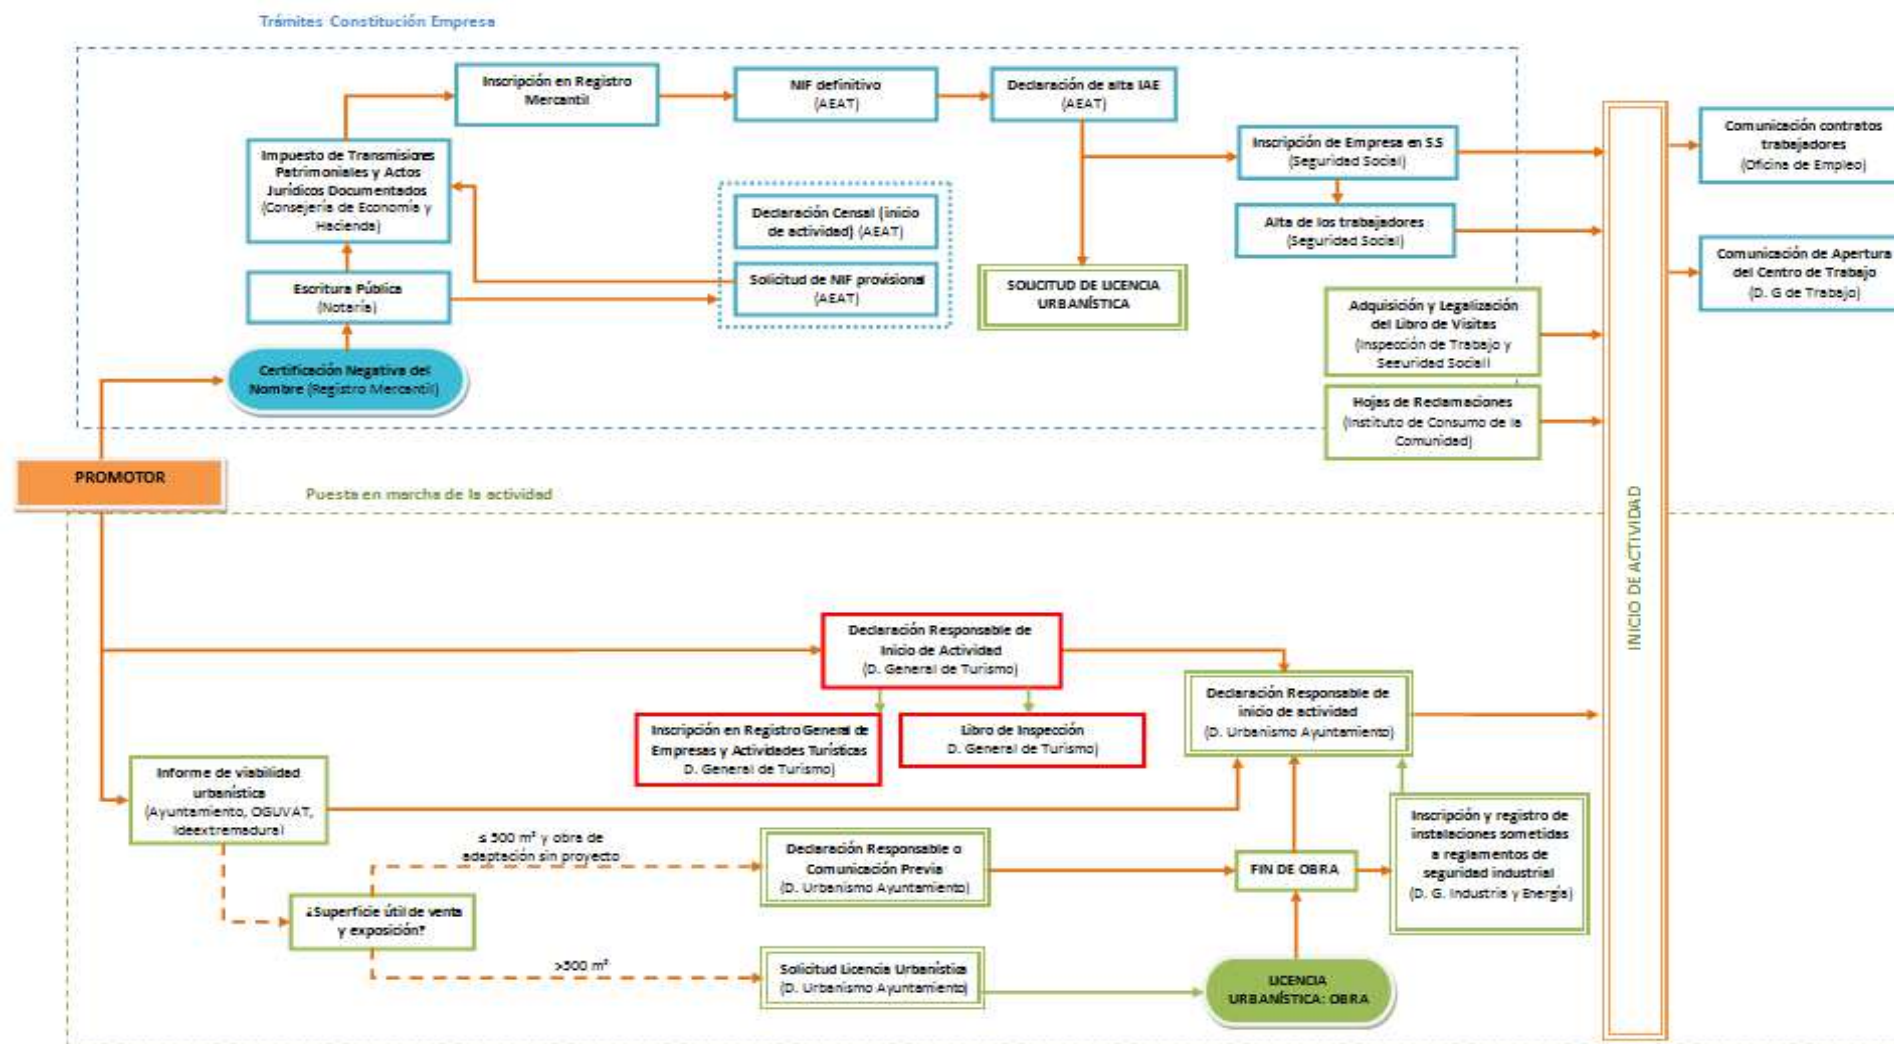 Trámites Constitución Empresa
Inscripción en Registro
Mercantil
NIF definitivo
(AEAT)
Declaración de alta IAE
(AEAT)
Impuesto de Transmisiones
Patrimoniales y Actos
Jurídicos Documentados
(Consejería de Economía y
Hacienda)
Inscripción de Empresa en S.S
(Seguridad Social)
Comunicación contratos
trabajadores
(Oficina de Empleo)
Declaración Censal (inicio
de actividad) (AEAT)
Alta de los trabajadores
(Seguridad Social)
Escritura Pública
(Notaría)
Solicitud de NIF provisional
(AEAT)
SOLICITUD DE LICENCIA
URBANÍSTICA
Comunicación de Apertura
del Centro de Trabajo
(D. G de Trabajo)
Adquisición y Legalización
del Libro de Visitas
(Inspección de Trabajo y
Seguridad Social)
Certificación Negativa del
Nombre (Registro Mercantil)
Hojas de Reclamaciones
(Instituto de Consumo de la
Comunidad)
PROMOTOR
Puesta en marcha de la actividad
INICIO DE ACTIVIDAD
Declaración Responsable de
Inicio de Actividad
(D. General de Turismo)
Inscripción en Registro General de
Empresas y Actividades Turísticas
D. General de Turismo)
Libro de Inspección
D. General de Turismo)
Declaración Responsable de
inicio de actividad
(D. Urbanismo Ayuntamiento)
Informe de viabilidad
urbanística
(Ayuntamiento, OGUVAT,
Ideextremadura)
≤ 500 m² y obra de
adaptación sin proyecto
Declaración Responsable o
Comunicación Previa
(D. Urbanismo Ayuntamiento)
FIN DE OBRA
Inscripción y registro de
instalaciones sometidas
a reglamentos de
seguridad industrial
(D. G. Industria y Energía)
¿Superficie útil de venta
y exposición?
>500 m²
Solicitud Licencia Urbanística
(D. Urbanismo Ayuntamiento)
LICENCIA
URBANÍSTICA: OBRA